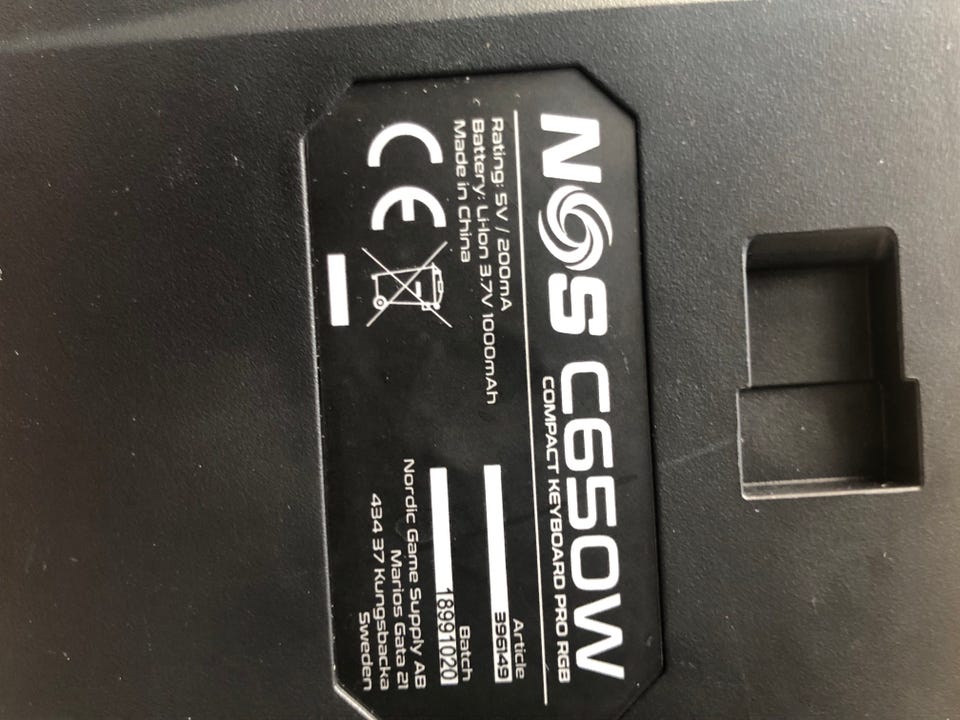 NOS C650W
COMPACT KEYBOARD PRO RGB
Rating: 5V / 200mA
Battery: Li-Ion 3.7V 1000mAh
Made in China
CE
Article
396149
Batch
18991020
Nordic Game Supply AB
Marios Gata 21
434 37 Kungsbacka
Sweden